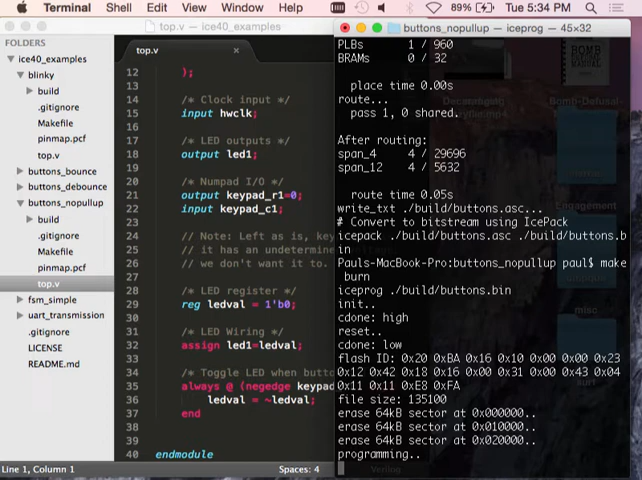 Terminal Shell Edit View Window Help 89% Tue 5:34 PM
top.v — ice40_examples
FOLDERS
ice40_examples
blinky
build
.gitignore
Makefile
pinmap.pcf
top.v
buttons_bounce
buttons_debounce
buttons_nopullup
build
.gitignore
Makefile
pinmap.pcf
top.v
fsm_simple
uart_transmission
.gitignore
LICENSE
README.md
top.v ×
12 );
13
14 /* Clock input */
15 input hwclk;
16
17 /* LED outputs */
18 output led1;
19
20 /* Numpad I/O */
21 output keypad_r1=0;
22 input keypad_c1;
23
24 // Note: Left as is, key
25 // it has an undetermine
26 // we don't want it to.
27
28 /* LED register */
29 reg ledval = 1'b0;
30
31 /* LED Wiring */
32 assign led1=ledval;
33
34 /* Toggle LED when butto
35 always @ (negedge keypad
36 ledval = ~ledval;
37 end
38
39
40 endmodule
Line 1, Column 1 Spaces: 4
buttons_nopullup — iceprog — 45×32
PLBs 1 / 960
BRAMs 0 / 32
place time 0.00s
route...
pass 1, 0 shared.
After routing:
span_4 4 / 29696
span_12 4 / 5632
route time 0.05s
write_txt ./build/buttons.asc...
# Convert to bitstream using IcePack
icepack ./build/buttons.asc ./build/buttons.b
in
Pauls-MacBook-Pro:buttons_nopullup paul$ make
burn
iceprog ./build/buttons.bin
init..
cdone: high
reset..
cdone: low
flash ID: 0x20 0xBA 0x16 0x10 0x00 0x00 0x23
0x12 0x42 0x18 0x16 0x00 0x31 0x00 0x43 0x04
0x11 0x11 0xE8 0xFA
file size: 135100
erase 64kB sector at 0x000000..
erase 64kB sector at 0x010000..
erase 64kB sector at 0x020000..
programming..